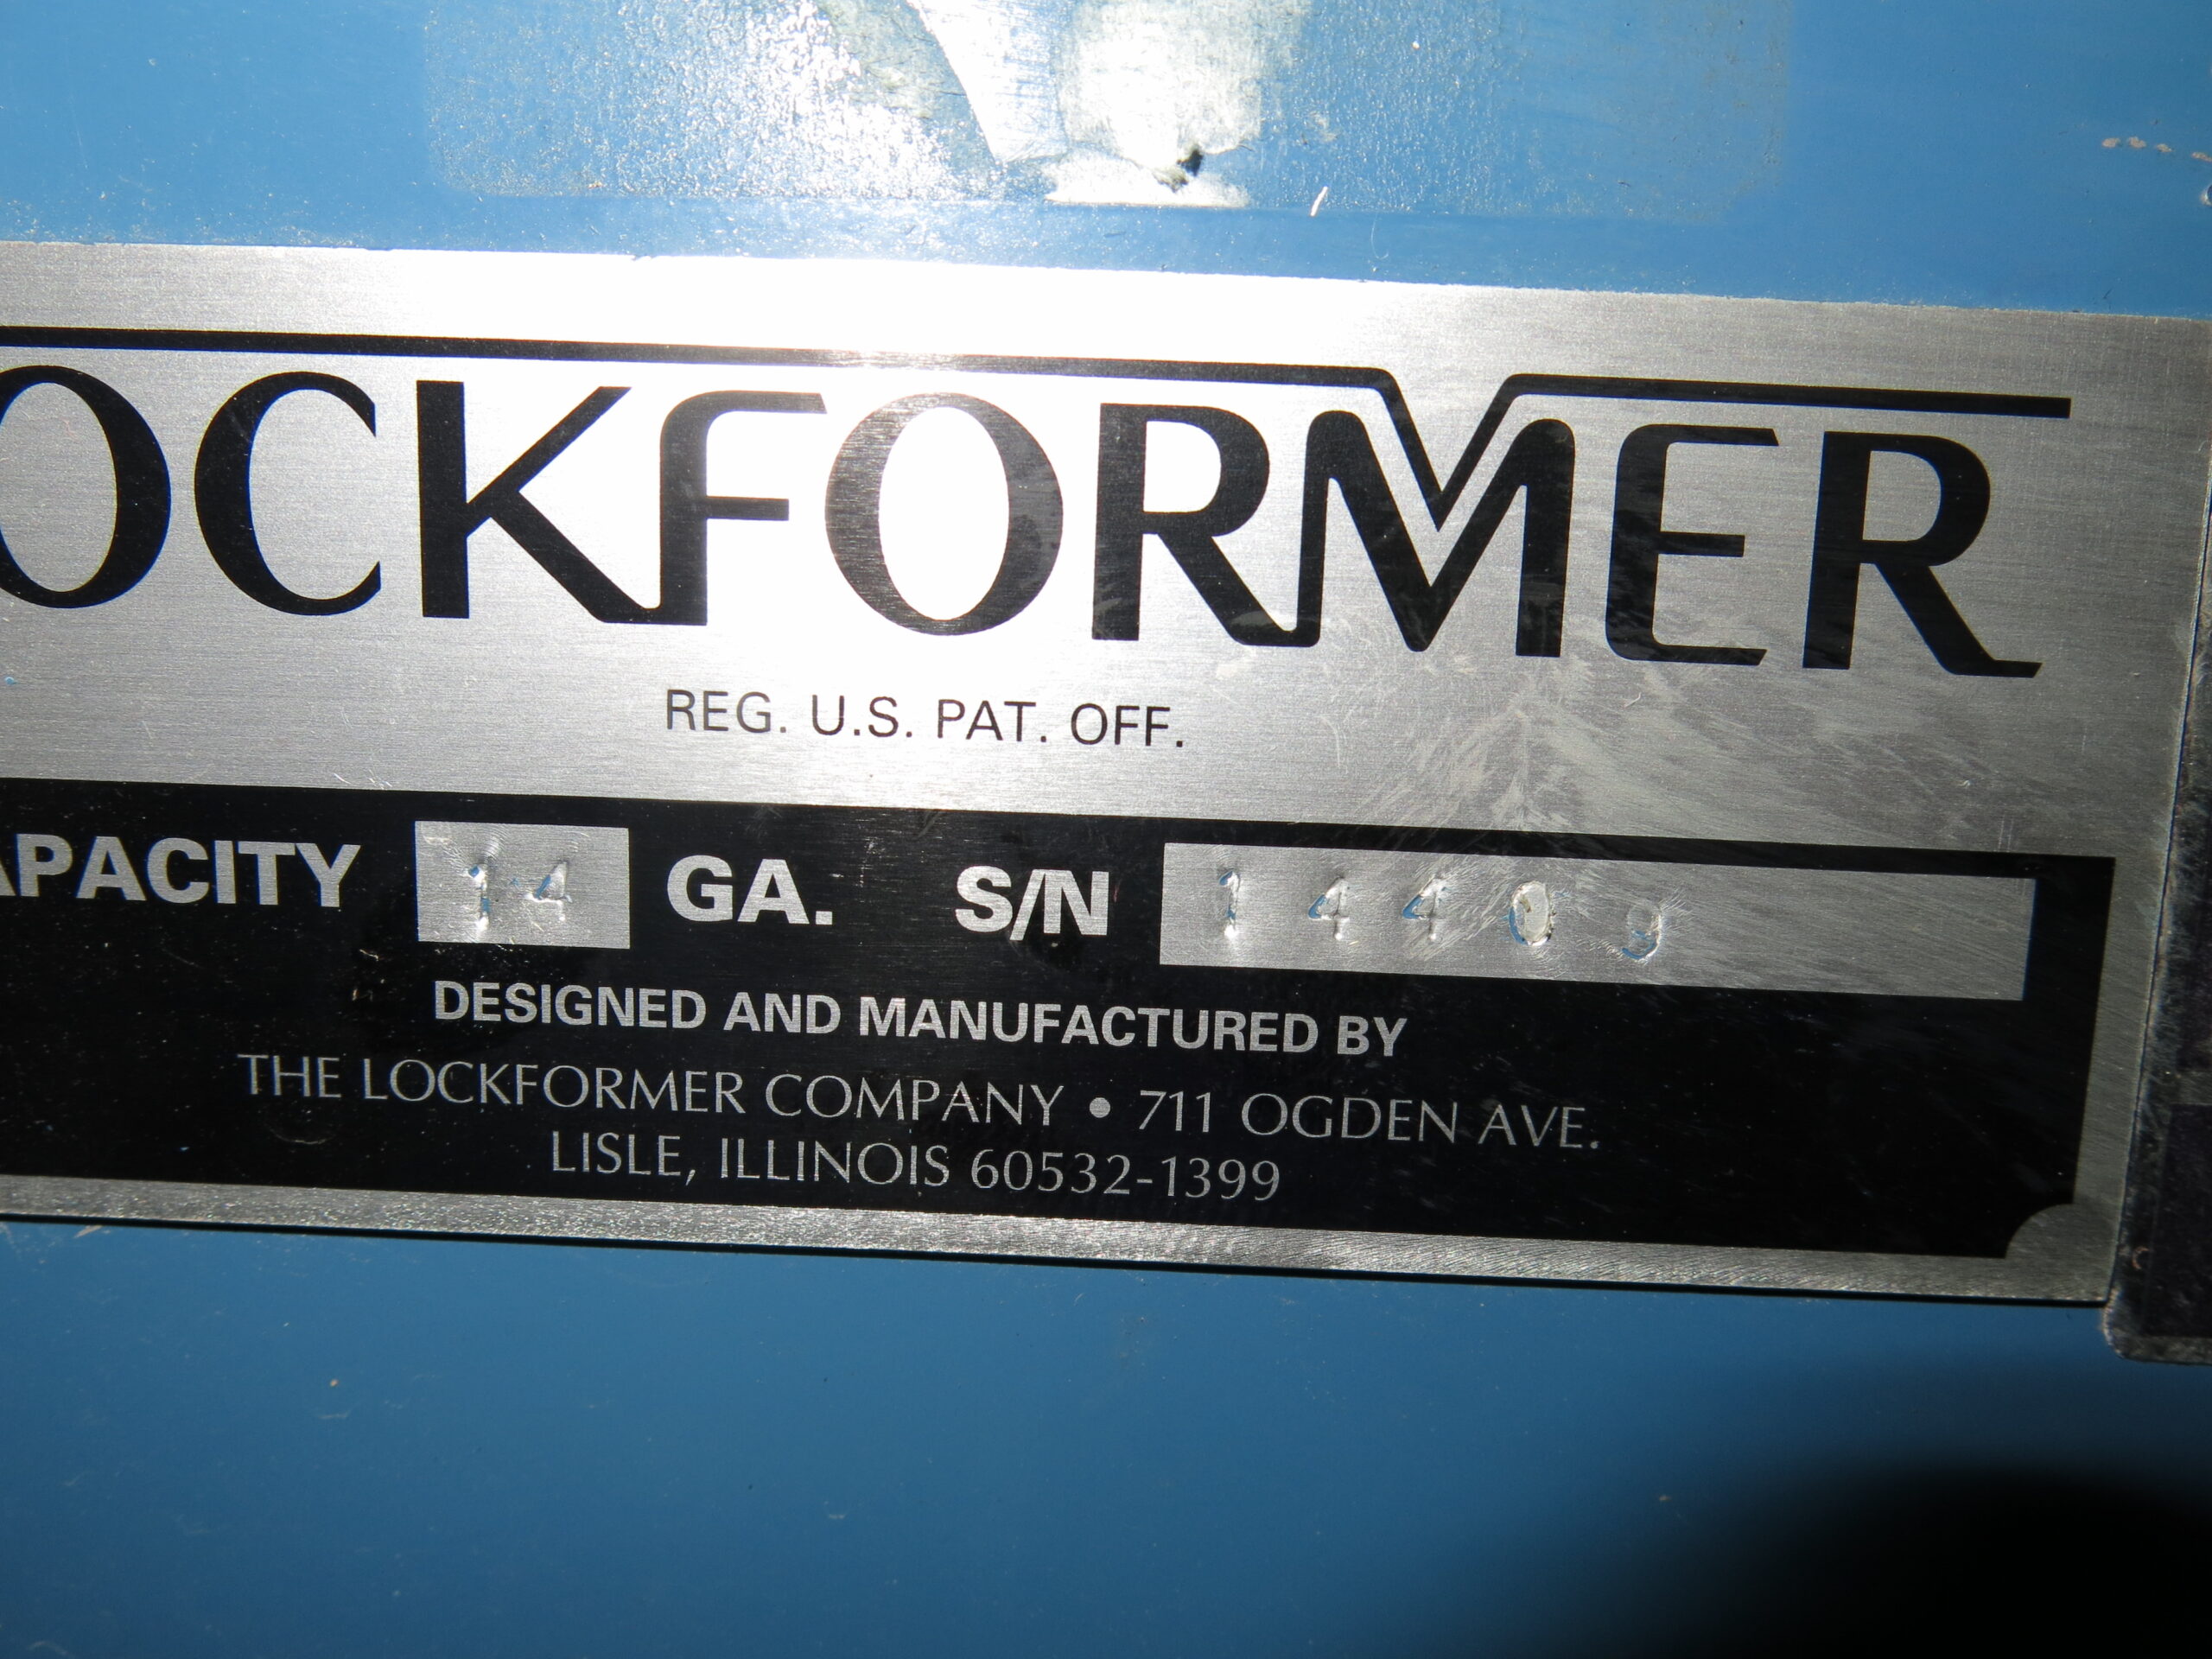 OCKFORMER
REG. U.S. PAT. OFF.
APACITY 14 GA. S/N 14409
DESIGNED AND MANUFACTURED BY
THE LOCKFORMER COMPANY • 711 OGDEN AVE.
LISLE, ILLINOIS 60532-1399